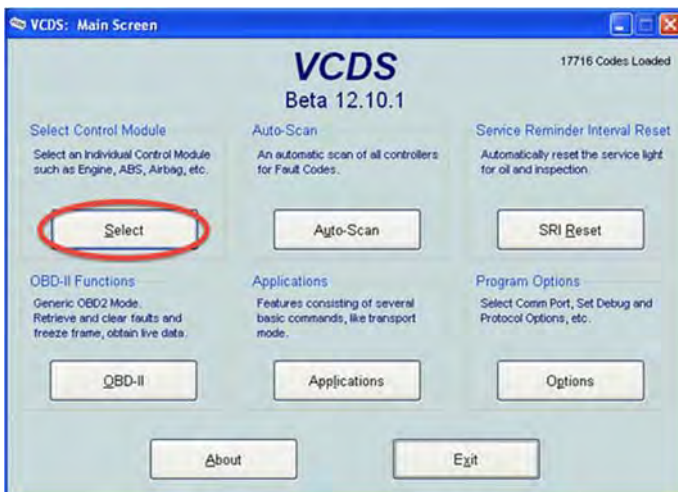 VCDS: Main Screen
VCDS
17716 Codes Loaded
Beta 12.10.1
Select Control Module
Select an Individual Control Module
such as Engine, ABS, Airbag, etc.
Select
Auto-Scan
An automatic scan of all controllers
for Fault Codes.
Auto-Scan
Service Reminder Interval Reset
Automatically reset the service light
for oil and inspection.
SRI Reset
OBD-II Functions
Generic OBD2 Mode.
Retrieve and clear faults and
freeze frame, obtain live data.
OBD-II
Applications
Features consisting of several
basic commands, like transport
mode.
Applications
Program Options
Select Comm Port, Set Debug and
Protocol Options, etc.
Options
About
Exit